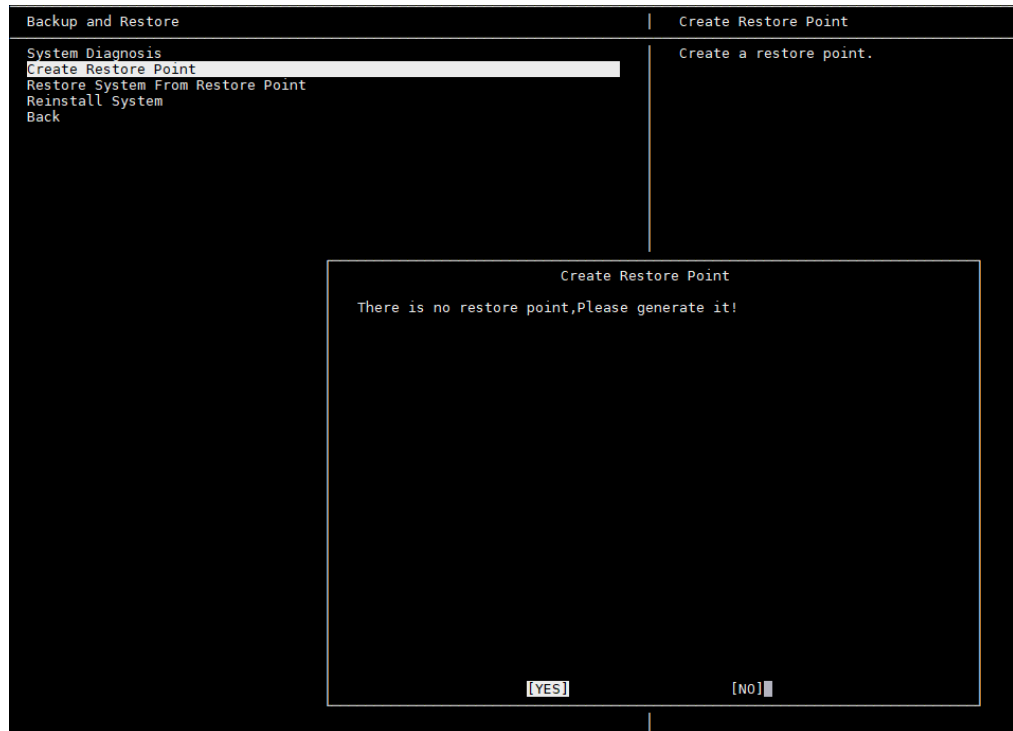 Backup and Restore
Create Restore Point
System Diagnosis
Create Restore Point
Restore System From Restore Point
Reinstall System
Back
Create a restore point.
Create Restore Point
There is no restore point,Please generate it!
[YES] [NO]